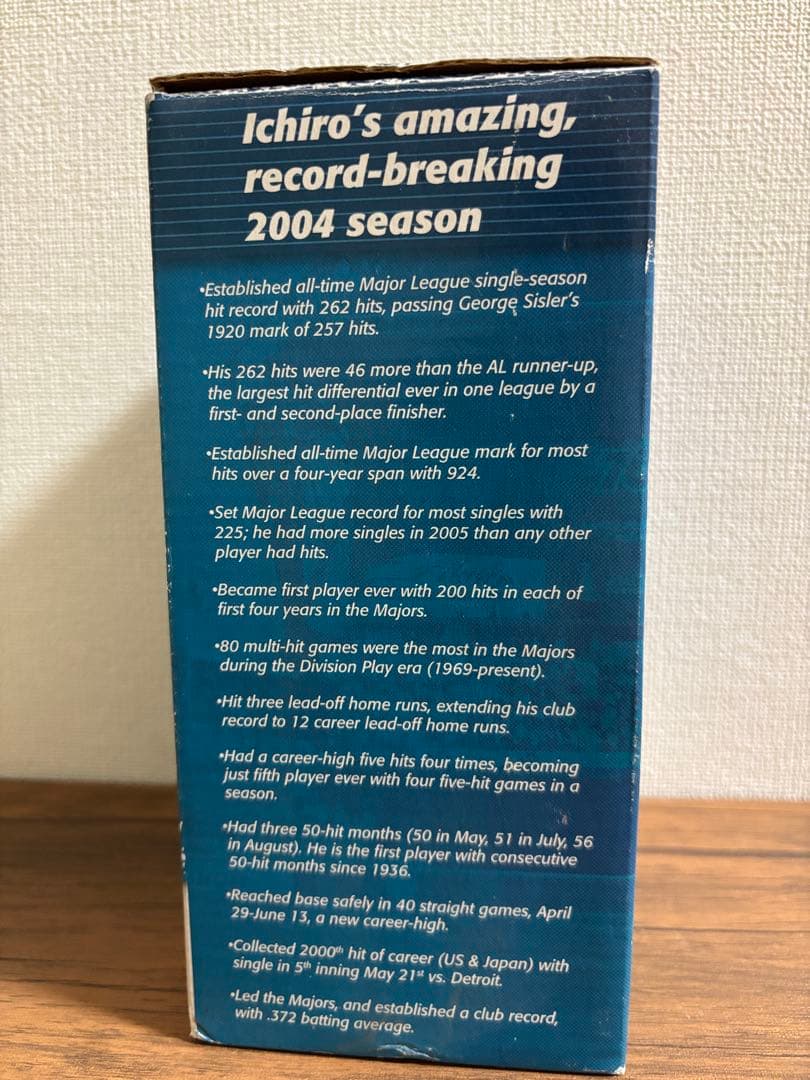 Ichiro's amazing,
record-breaking
2004 season
•Established all-time Major League single-season
hit record with 262 hits, passing George Sisler's
1920 mark of 257 hits.
•His 262 hits were 46 more than the AL runner-up,
the largest hit differential ever in one league by a
first- and second-place finisher.
•Established all-time Major League mark for most
hits over a four-year span with 924.
•Set Major League record for most singles with
225; he had more singles in 2005 than any other
player had hits.
•Became first player ever with 200 hits in each of
first four years in the Majors.
•80 multi-hit games were the most in the Majors
during the Division Play era (1969-present).
•Hit three lead-off home runs, extending his club
record to 12 career lead-off home runs.
•Had a career-high five hits four times, becoming
just fifth player ever with four five-hit games in a
season.
•Had three 50-hit months (50 in May, 51 in July, 56
in August). He is the first player with consecutive
50-hit months since 1936.
•Reached base safely in 40 straight games, April
29-June 13, a new career-high.
•Collected 2000th hit of career (US & Japan) with
single in 5th inning May 21st vs. Detroit.
•Led the Majors, and established a club record,
with .372 batting average.